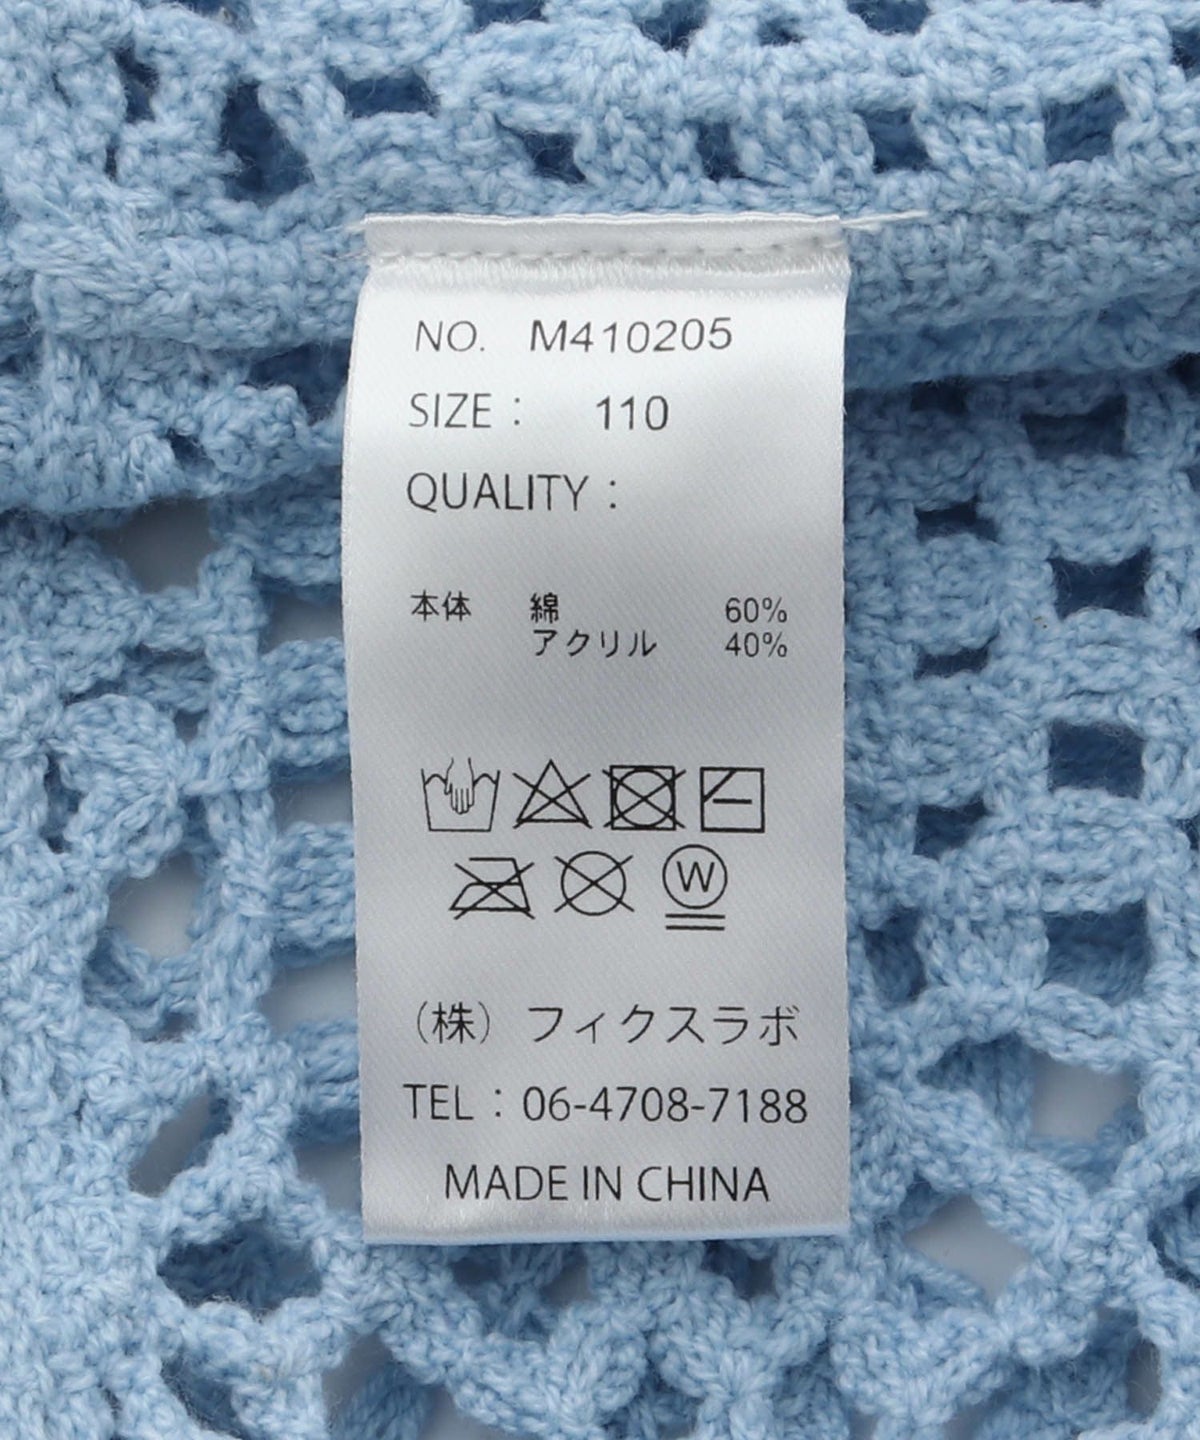 NO. M410205
SIZE : 110
QUALITY :
本体 綿 60%
アクリル 40%
W
(株) フィクスラボ
TEL : 06-4708-7188
MADE IN CHINA